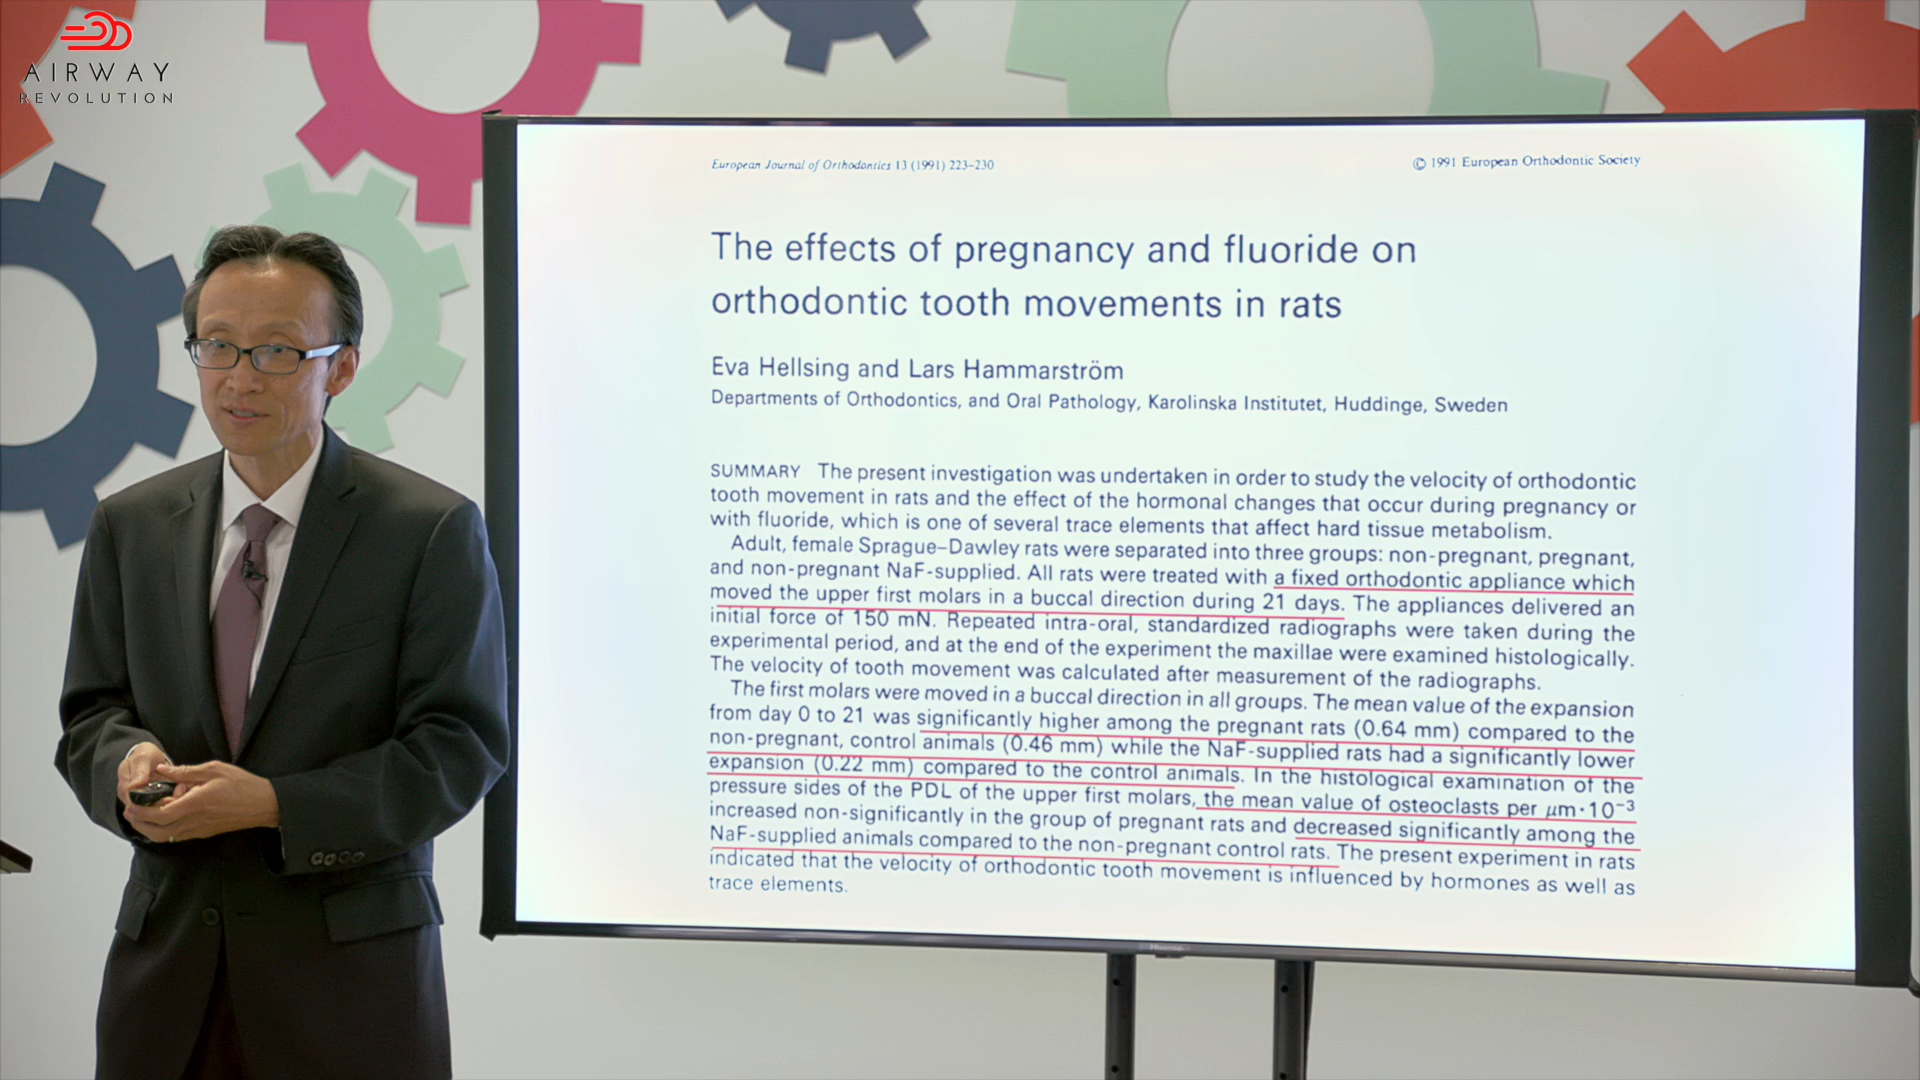 AIRWAY
REVOLUTION
European Journal of Orthodontics 13 (1991) 223–230
© 1991 European Orthodontic Society
The effects of pregnancy and fluoride on
orthodontic tooth movements in rats
Eva Hellsing and Lars Hammarström
Departments of Orthodontics, and Oral Pathology, Karolinska Institutet, Huddinge, Sweden
SUMMARY The present investigation was undertaken in order to study the velocity of orthodontic
tooth movement in rats and the effect of the hormonal changes that occur during pregnancy or
with fluoride, which is one of several trace elements that affect hard tissue metabolism.
Adult, female Sprague–Dawley rats were separated into three groups: non-pregnant, pregnant,
and non-pregnant NaF-supplied. All rats were treated with a fixed orthodontic appliance which
moved the upper first molars in a buccal direction during 21 days. The appliances delivered an
initial force of 150 mN. Repeated intra-oral, standardized radiographs were taken during the
experimental period, and at the end of the experiment the maxillae were examined histologically.
The velocity of tooth movement was calculated after measurement of the radiographs.
The first molars were moved in a buccal direction in all groups. The mean value of the expansion
from day 0 to 21 was significantly higher among the pregnant rats (0.64 mm) compared to the
non-pregnant, control animals (0.46 mm) while the NaF-supplied rats had a significantly lower
expansion (0.22 mm) compared to the control animals. In the histological examination of the
pressure sides of the PDL of the upper first molars, the mean value of osteoclasts per μm·10⁻³
increased non-significantly in the group of pregnant rats and decreased significantly among the
NaF-supplied animals compared to the non-pregnant control rats. The present experiment in rats
indicated that the velocity of orthodontic tooth movement is influenced by hormones as well as
trace elements.
Hisense